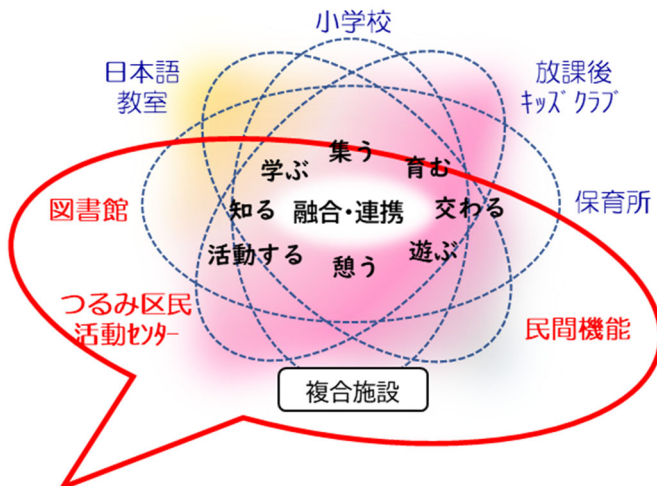 小学校
日本語
教室
放課後
ｷｯｽﾞｸﾗﾌﾞ
集う
学ぶ
育む
図書館
知る
融合・連携
交わる
保育所
活動する
憩う
遊ぶ
つるみ区民
活動ｾﾝﾀｰ
民間機能
複合施設